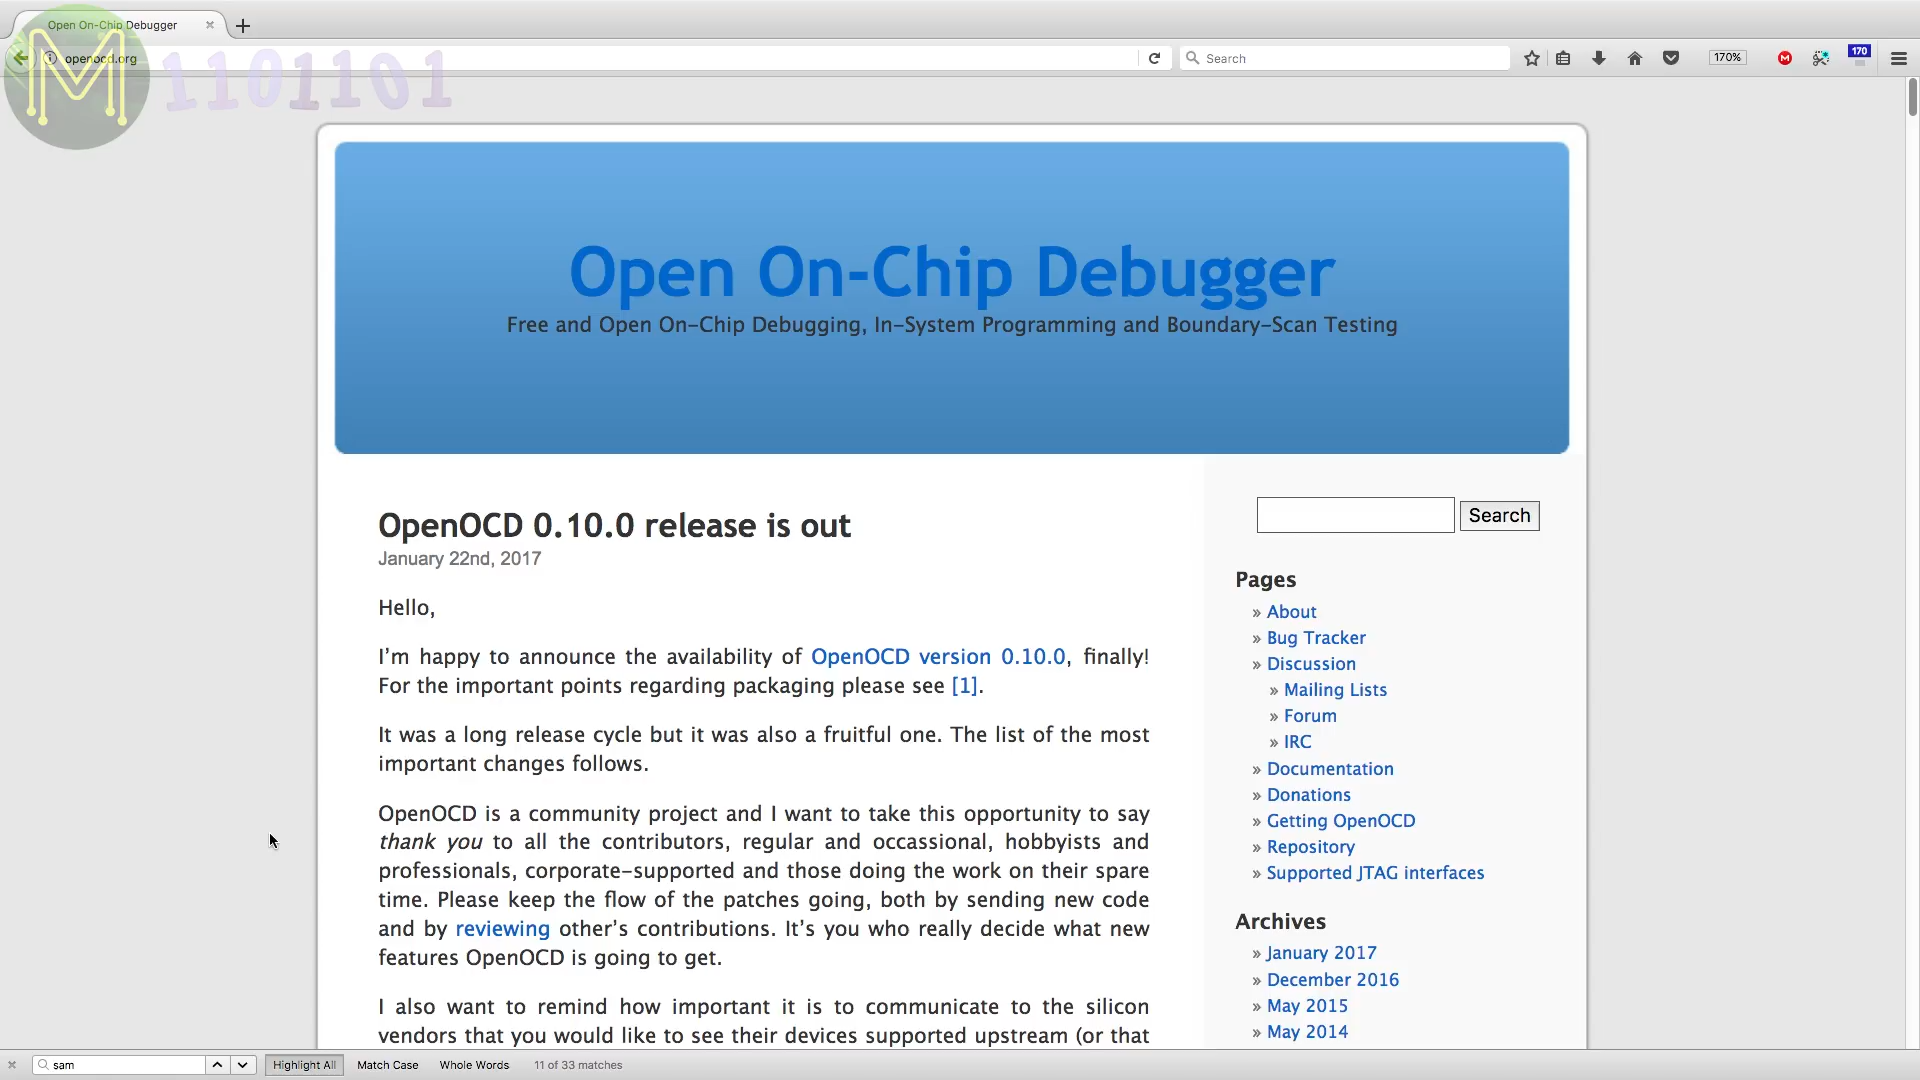 Open On-Chip Debugger
openocd.org
Search
170%
170
M
M
1101101
Open On-Chip Debugger
Free and Open On-Chip Debugging, In-System Programming and Boundary-Scan Testing
OpenOCD 0.10.0 release is out
January 22nd, 2017
Hello,
I'm happy to announce the availability of OpenOCD version 0.10.0, finally!
For the important points regarding packaging please see [1].
It was a long release cycle but it was also a fruitful one. The list of the most
important changes follows.
OpenOCD is a community project and I want to take this opportunity to say
thank you to all the contributors, regular and occassional, hobbyists and
professionals, corporate-supported and those doing the work on their spare
time. Please keep the flow of the patches going, both by sending new code
and by reviewing other's contributions. It's you who really decide what new
features OpenOCD is going to get.
I also want to remind how important it is to communicate to the silicon
vendors that you would like to see their devices supported upstream (or that
Search
Pages
» About
» Bug Tracker
» Discussion
» Mailing Lists
» Forum
» IRC
» Documentation
» Donations
» Getting OpenOCD
» Repository
» Supported JTAG interfaces
Archives
» January 2017
» December 2016
» May 2015
» May 2014
sam
Highlight All
Match Case
Whole Words
11 of 33 matches